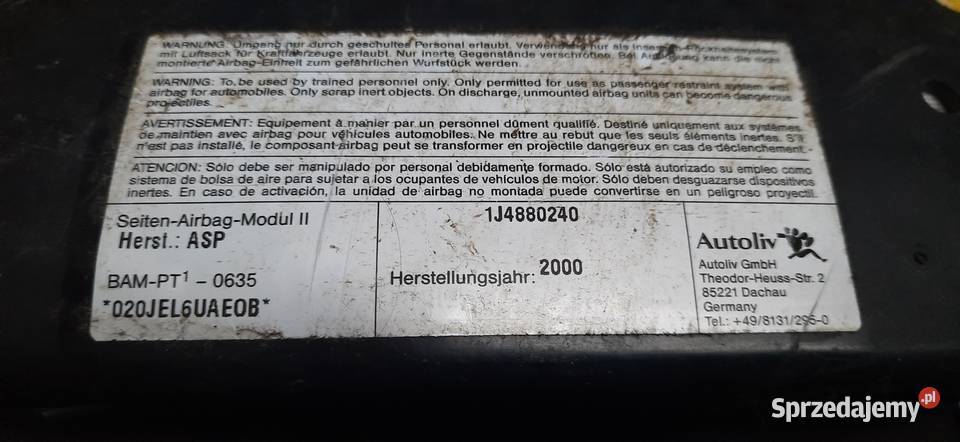 WARNUNG: Umgang nur durch geschultes Personal erlaubt. Verwendung nur als
mit Luftsack für Kraftfahrzeuge erlaubt. Nur inerte Gegenstände verschrotten. Bei kann die nicht
montierte Airbag-Einheit zum gefährlichen Wurfstück werden.
WARNING: To be used by trained personnel only. Only permitted for use as passenger restraint system with
airbag for automobiles. Only scrap inert objects. On discharge, unmounted airbag units can become dangerous
projectiles.
AVERTISSEMENT: Equipement à manier par un personnel dûment qualifié. Destiné uniquement aux systèmes
de maintien avec airbag pour véhicules automobiles. Ne mettre au rebut que les seuls éléments inertes. S'il
n'est pas installé, le composant airbag peut se transformer en projectile dangereux en cas de déclenchement.
ATENCION: Sólo debe ser manipulado por personal debidamente formado. Sólo está autorizado su empleo como
sistema de bolsa de aire para sujetar a los ocupantes de vehículos de motor. Sólo deben desguazarse dispositivos
inertes. En caso de activación, la unidad de airbag no montada puede convertirse en un peligroso proyectil.
Seiten-Airbag-Modul II
Herst.: ASP
BAM-PT1 - 0635
*020JEL6UAEOB*
1J4880240
Herstellungsjahr: 2000
Autoliv
Autoliv GmbH
Theodor-Heuss-Str. 2
85221 Dachau
Germany
Tel.: +49/8131/295-0
Sprzedajemy.pl